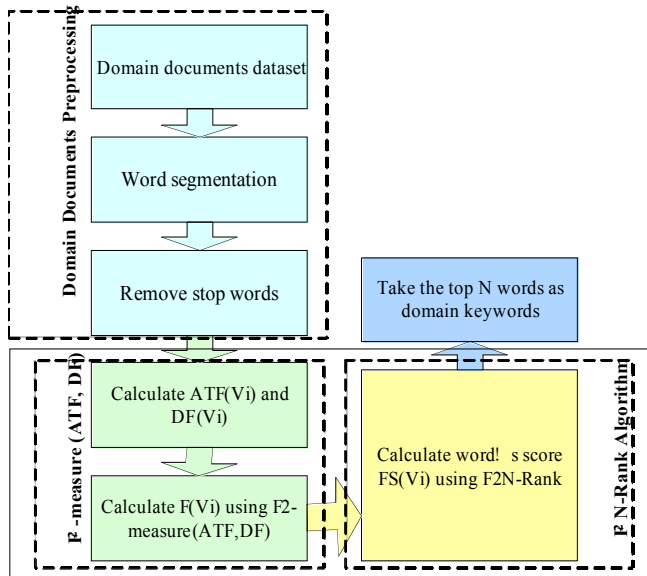 Domain Documents Preprocessing
Domain documents dataset
Word segmentation
Remove stop words
Take the top N words as
domain keywords
F² -measure (ATF, DF)
Calculate ATF(Vi) and
DF(Vi)
Calculate F(Vi) using F2-
measure(ATF,DF)
Calculate word! s score
FS(Vi) using F2N-Rank
F² N-Rank Algorithm